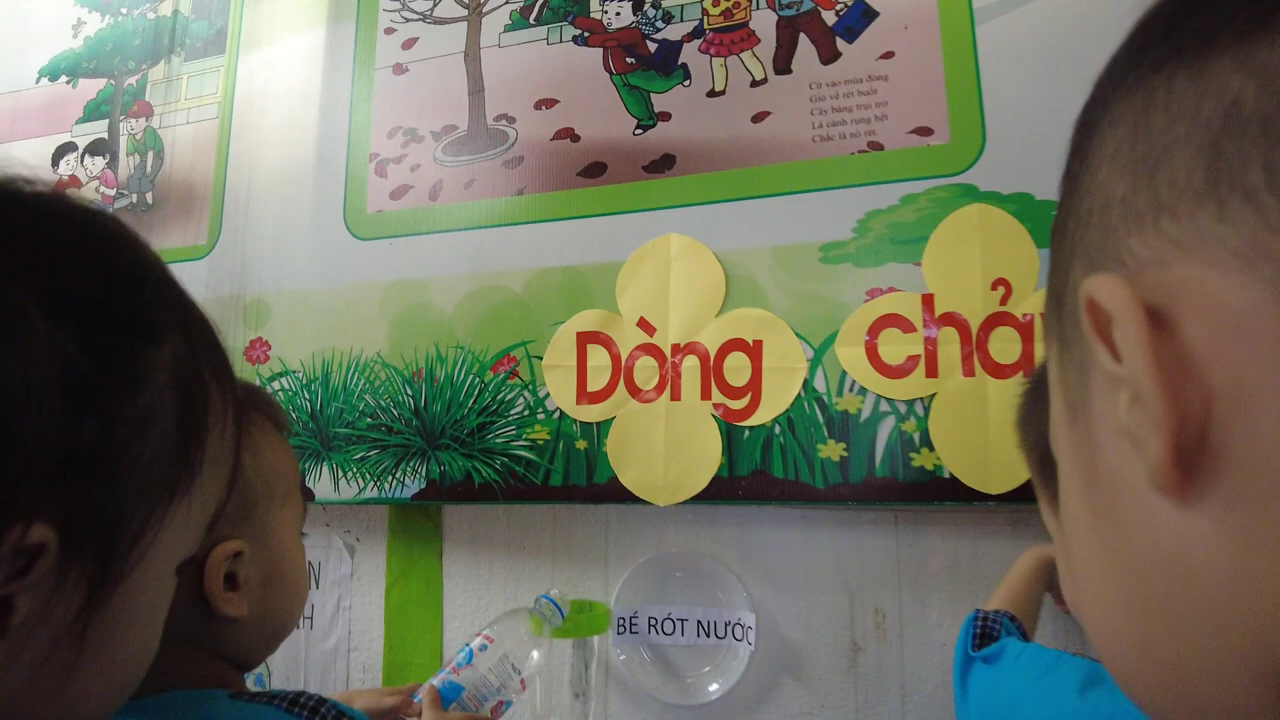 Cứ vào mùa đông
Gió về rét buốt
Cây bàng trụi trơ
Lá cành rụng hết
Chắc là nó rét.
Dòng chảy
BÉ RÓT NƯỚC